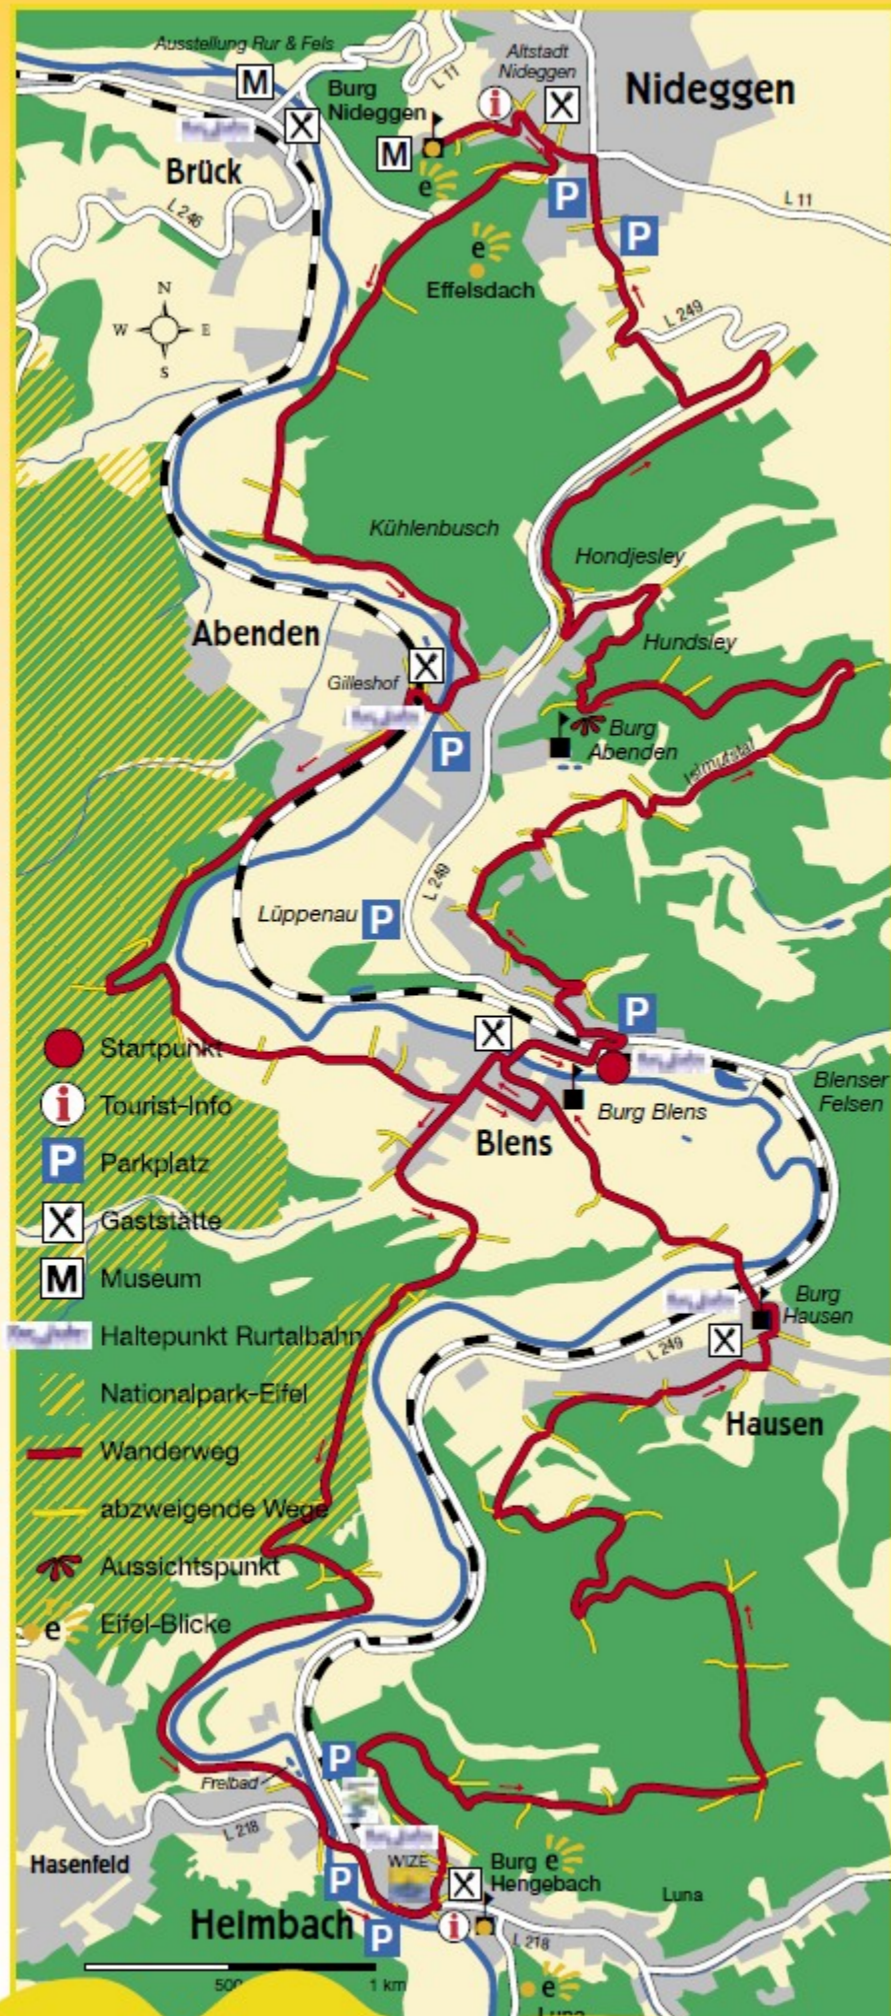 Ausstellung Rur & Fels
M
L 11
Altstadt
Nideggen
Nideggen
Burg
Nideggen
i
M
Brück
L 246
P
L 11
e
P
e
N
W E
S
Effelsdach
L 249
Kühlenbusch
Hondjesley
Abenden
Hundsley
Gilleshof
Burg
Abenden
P
L 249
Lüppenau
P
P
Startpunkt
i
Tourist-Info
Blenser
Felsen
Burg Blens
Blens
P
Parkplatz
Gaststätte
M
Museum
Burg
Hausen
Haltepunkt Rurtalbahn
L 249
Nationalpark-Eifel
Hausen
Wanderweg
abzweigende Wege
Aussichtspunkt
e
Eifel-Blicke
P
Freibad
L 218
Hasenfeld
WIZE
Burg
Hengebach
e
P
Luna
Heimbach
P
i
L 218
1 km
e